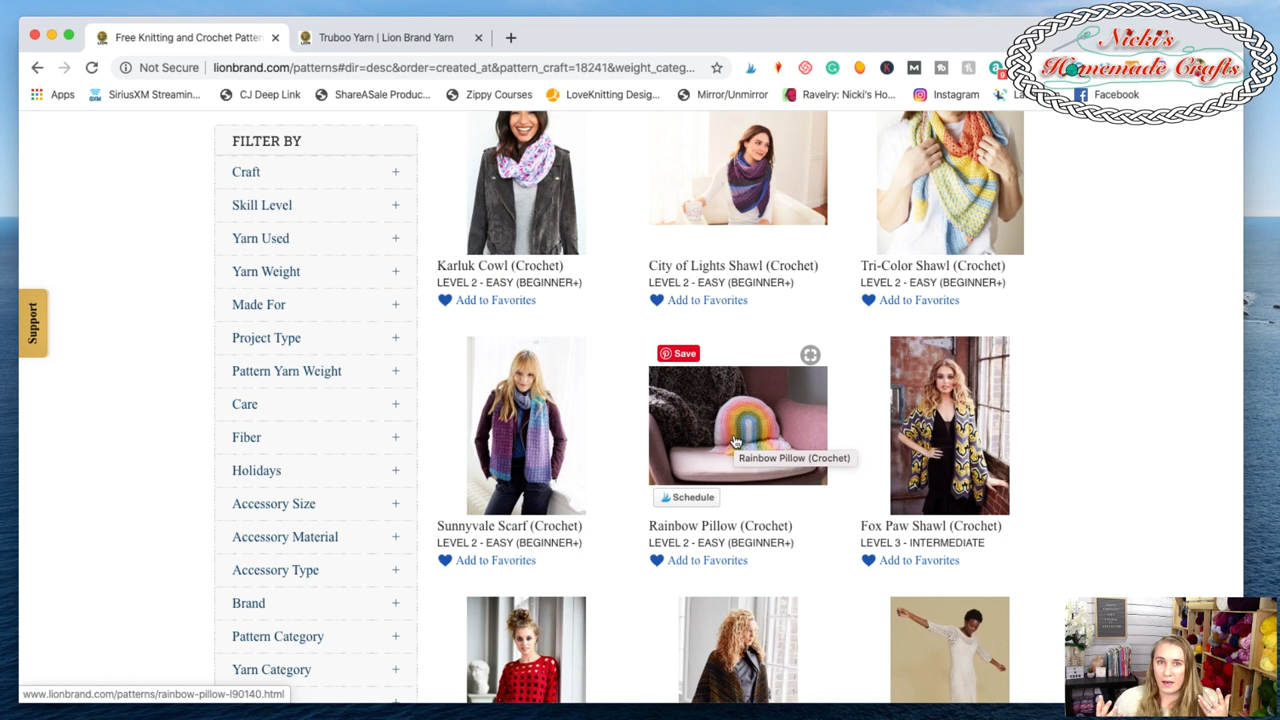 Free Knitting and Crochet Pattern
Truboo Yarn | Lion Brand Yarn
Nicki's
Homemade Crafts
Not Secure
lionbrand.com/patterns#dir=desc&order=created_at&pattern_craft=18241&weight_categ...
Apps
SiriusXM Streamin...
CJ Deep Link
ShareASale Produc...
Zippy Courses
LoveKnitting Desig...
Mirror/Unmirror
Ravelry: Nicki's Ho...
Instagram
Facebook
FILTER BY
Craft
Skill Level
Yarn Used
Yarn Weight
Made For
Project Type
Pattern Yarn Weight
Care
Fiber
Holidays
Accessory Size
Accessory Material
Accessory Type
Brand
Pattern Category
Yarn Category
Support
Karluk Cowl (Crochet)
LEVEL 2 - EASY (BEGINNER+)
Add to Favorites
City of Lights Shawl (Crochet)
LEVEL 2 - EASY (BEGINNER+)
Add to Favorites
Tri-Color Shawl (Crochet)
LEVEL 2 - EASY (BEGINNER+)
Add to Favorites
Save
Rainbow Pillow (Crochet)
Schedule
Sunnyvale Scarf (Crochet)
LEVEL 2 - EASY (BEGINNER+)
Add to Favorites
Rainbow Pillow (Crochet)
LEVEL 2 - EASY (BEGINNER+)
Add to Favorites
Fox Paw Shawl (Crochet)
LEVEL 3 - INTERMEDIATE
Add to Favorites
www.lionbrand.com/patterns/rainbow-pillow-l90140.html